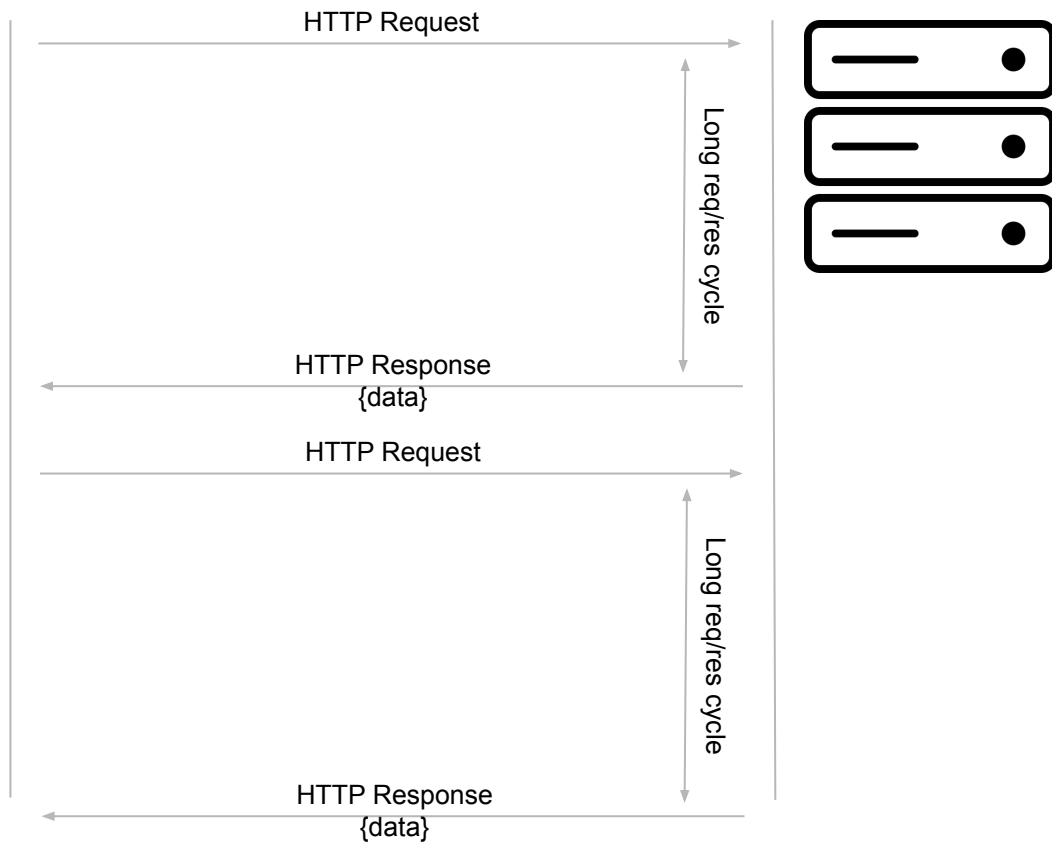 HTTP Request
Long req/res cycle
HTTP Response
{data}
HTTP Request
Long req/res cycle
HTTP Response
{data}